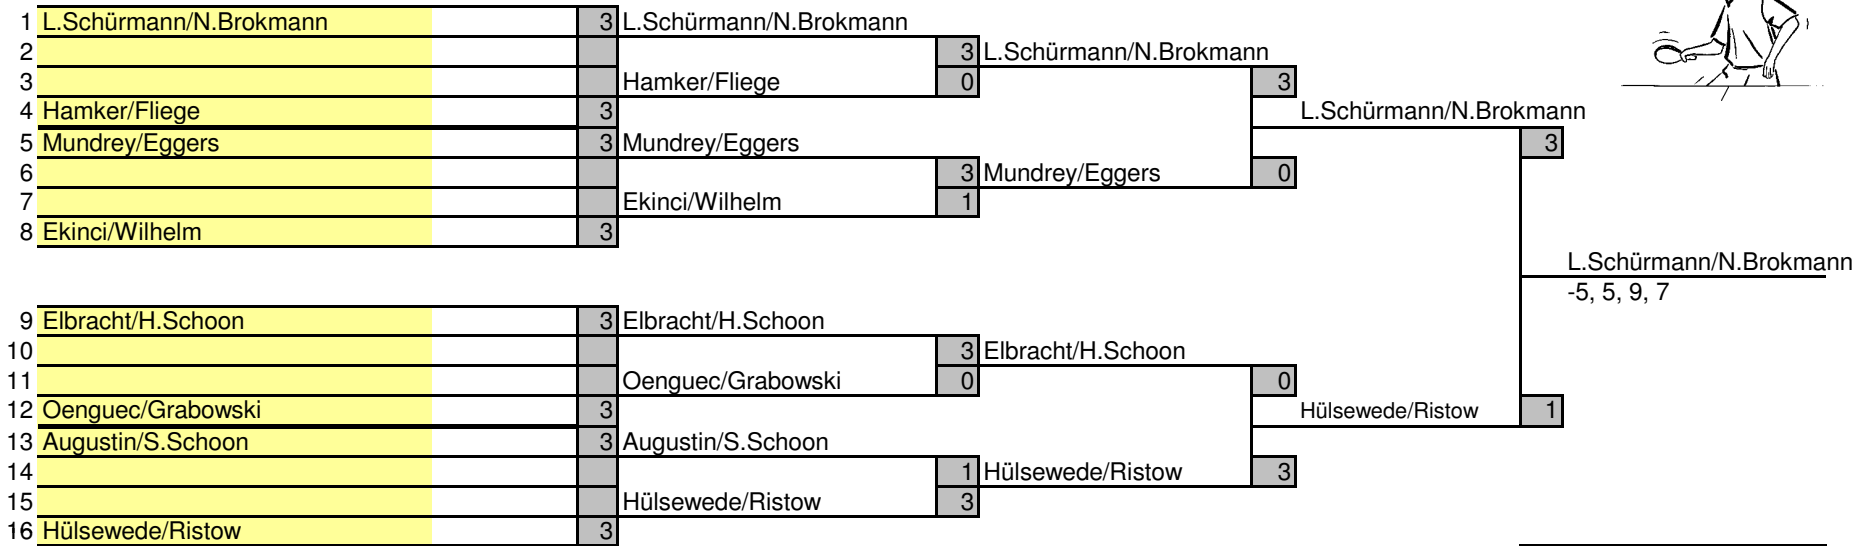 1 L.Schürmann/N.Brokmann 3 L.Schürmann/N.Brokmann
2 3 L.Schürmann/N.Brokmann
3 Hamker/Fliege 0 3
4 Hamker/Fliege 3 L.Schürmann/N.Brokmann
5 Mundrey/Eggers 3 Mundrey/Eggers 3
6 3 Mundrey/Eggers 0
7 Ekinci/Wilhelm 1
8 Ekinci/Wilhelm 3
L.Schürmann/N.Brokmann
-5, 5, 9, 7
9 Elbracht/H.Schoon 3 Elbracht/H.Schoon
10 3 Elbracht/H.Schoon
11 Oenguec/Grabowski 0 0
12 Oenguec/Grabowski 3 Hülsewede/Ristow 1
13 Augustin/S.Schoon 3 Augustin/S.Schoon
14 1 Hülsewede/Ristow 3
15 Hülsewede/Ristow 3
16 Hülsewede/Ristow 3